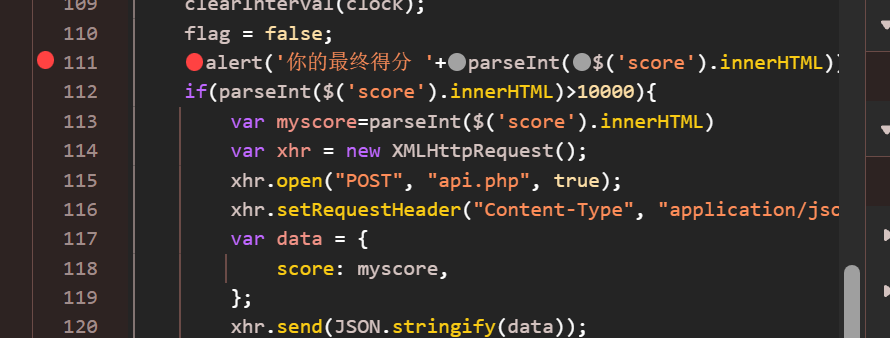 109 clearInterval(clock);
110 flag = false;
111 alert('你的最终得分 '+parseInt($('score').innerHTML))
112 if(parseInt($('score').innerHTML)>10000){
113 var myscore=parseInt($('score').innerHTML)
114 var xhr = new XMLHttpRequest();
115 xhr.open("POST", "api.php", true);
116 xhr.setRequestHeader("Content-Type", "application/jso
117 var data = {
118 score: myscore,
119 };
120 xhr.send(JSON.stringify(data));